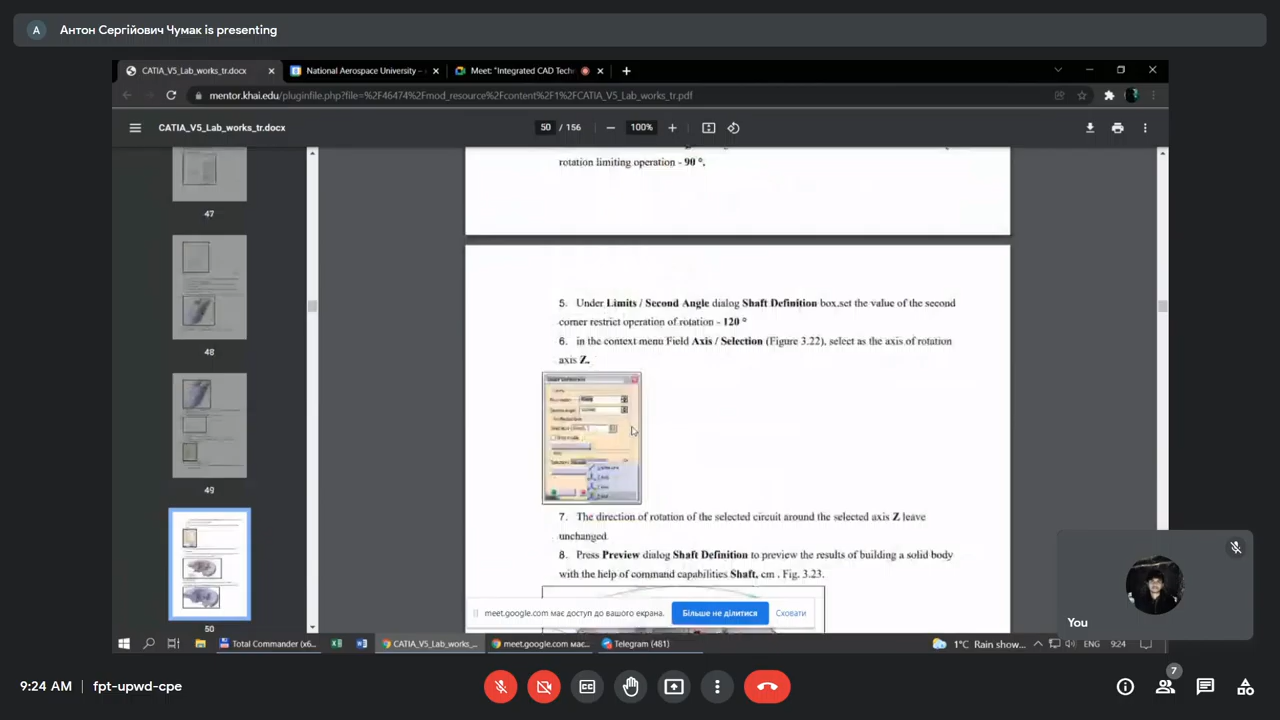 A Антон Сергійович Чумак is presenting
CATIA_V5_Lab_works_tr.docx
National Aerospace University –
Meet: "Integrated CAD Tech
mentor.khai.edu/pluginfile.php?file=%2F46474%2Fmod_resource%2Fcontent%2F1%2FCATIA_V5_Lab_works_tr.pdf
CATIA_V5_Lab_works_tr.docx
50 / 156
100%
rotation limiting operation - 90 °.
47
48
49
50
5. Under Limits / Second Angle dialog Shaft Definition box.set the value of the second
corner restrict operation of rotation - 120 °
6. in the context menu Field Axis / Selection (Figure 3.22), select as the axis of rotation
axis Z.
7. The direction of rotation of the selected circuit around the selected axis Z leave
unchanged.
8. Press Preview dialog Shaft Definition to preview the results of building a solid body
with the help of command capabilities Shaft, cm . Fig. 3.23.
meet.google.com має доступ до вашого екрана.
Більше не ділитися
Сховати
You
Total Commander (x6...
CATIA_V5_Lab_works_...
meet.google.com має...
Telegram (481)
1°C Rain show...
ENG
9:24
9:24 AM
fpt-upwd-cpe
7